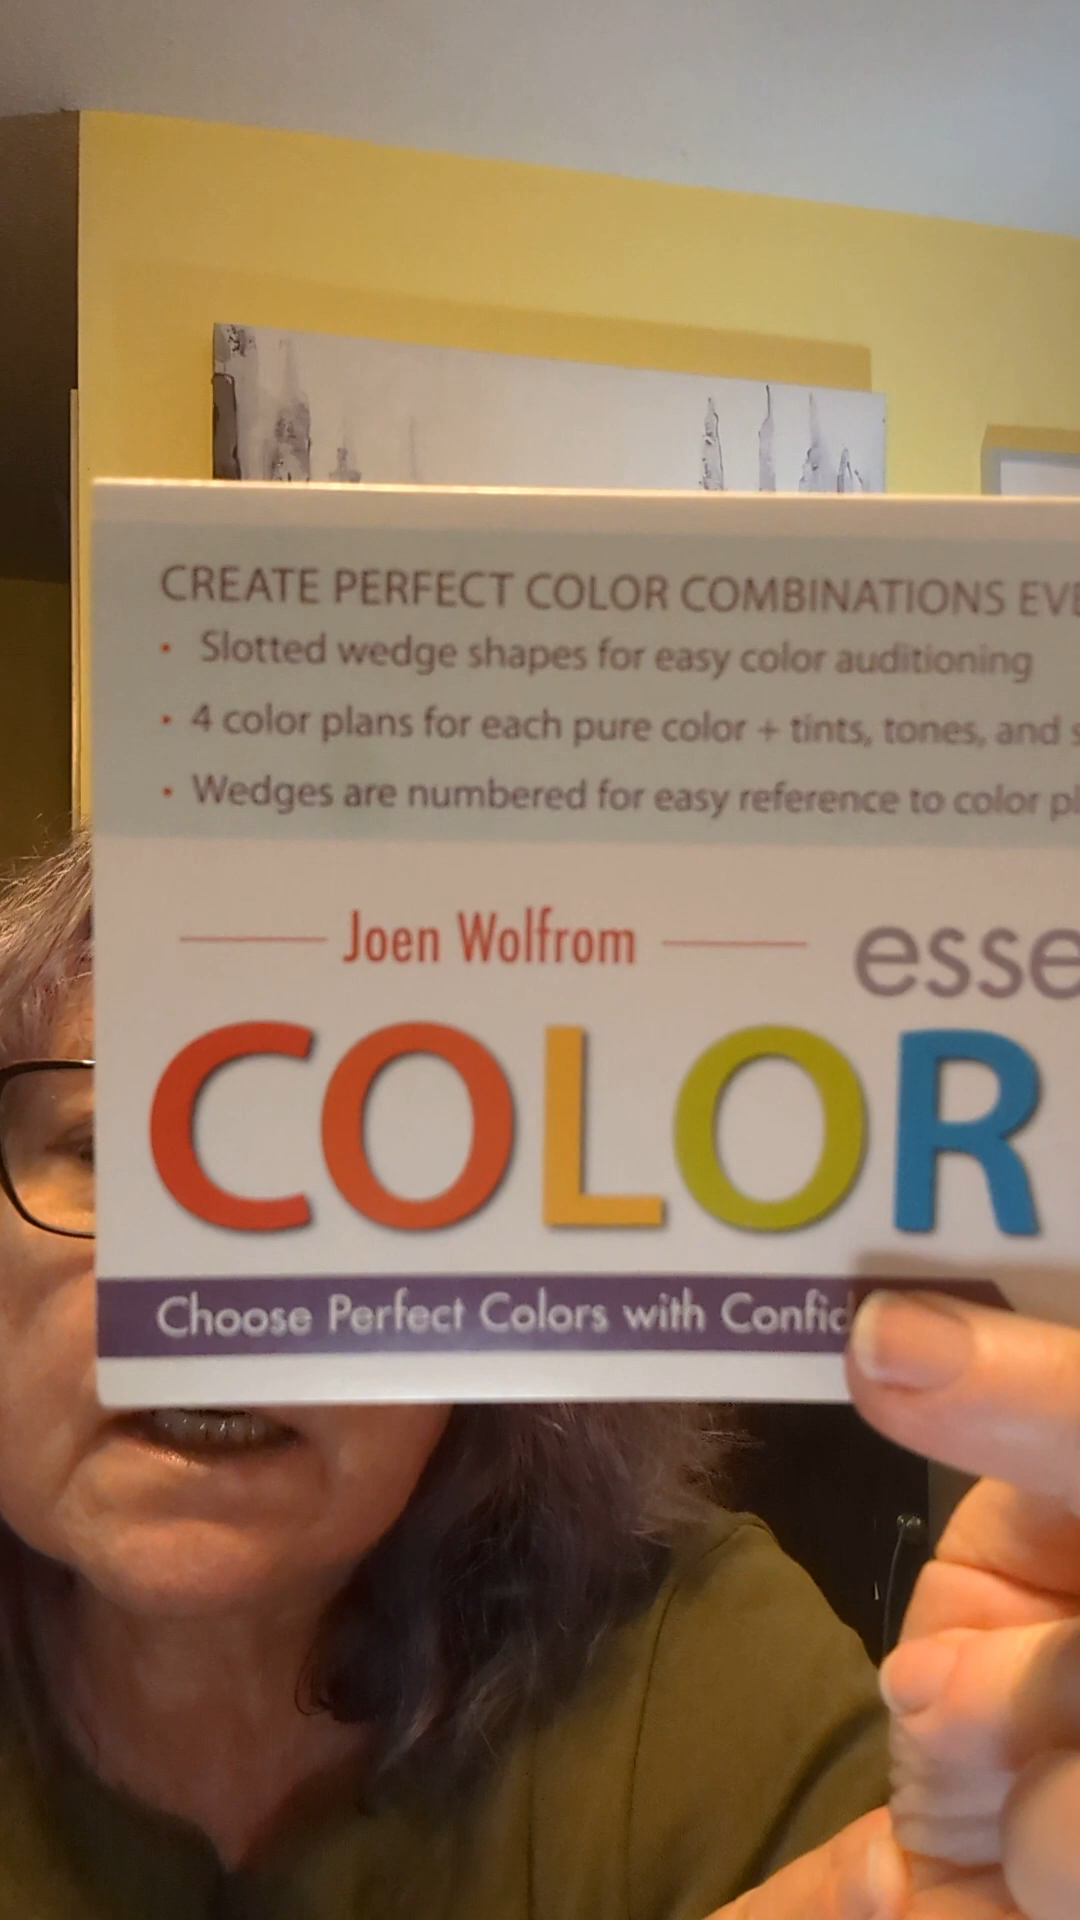 CREATE PERFECT COLOR COMBINATIONS
• Slotted wedge shapes for easy color auditioning
• 4 color plans for each pure color + tints, tones, and
• Wedges are numbered for easy reference to color
Joen Wolfrom
COLOR
Choose Perfect Colors with